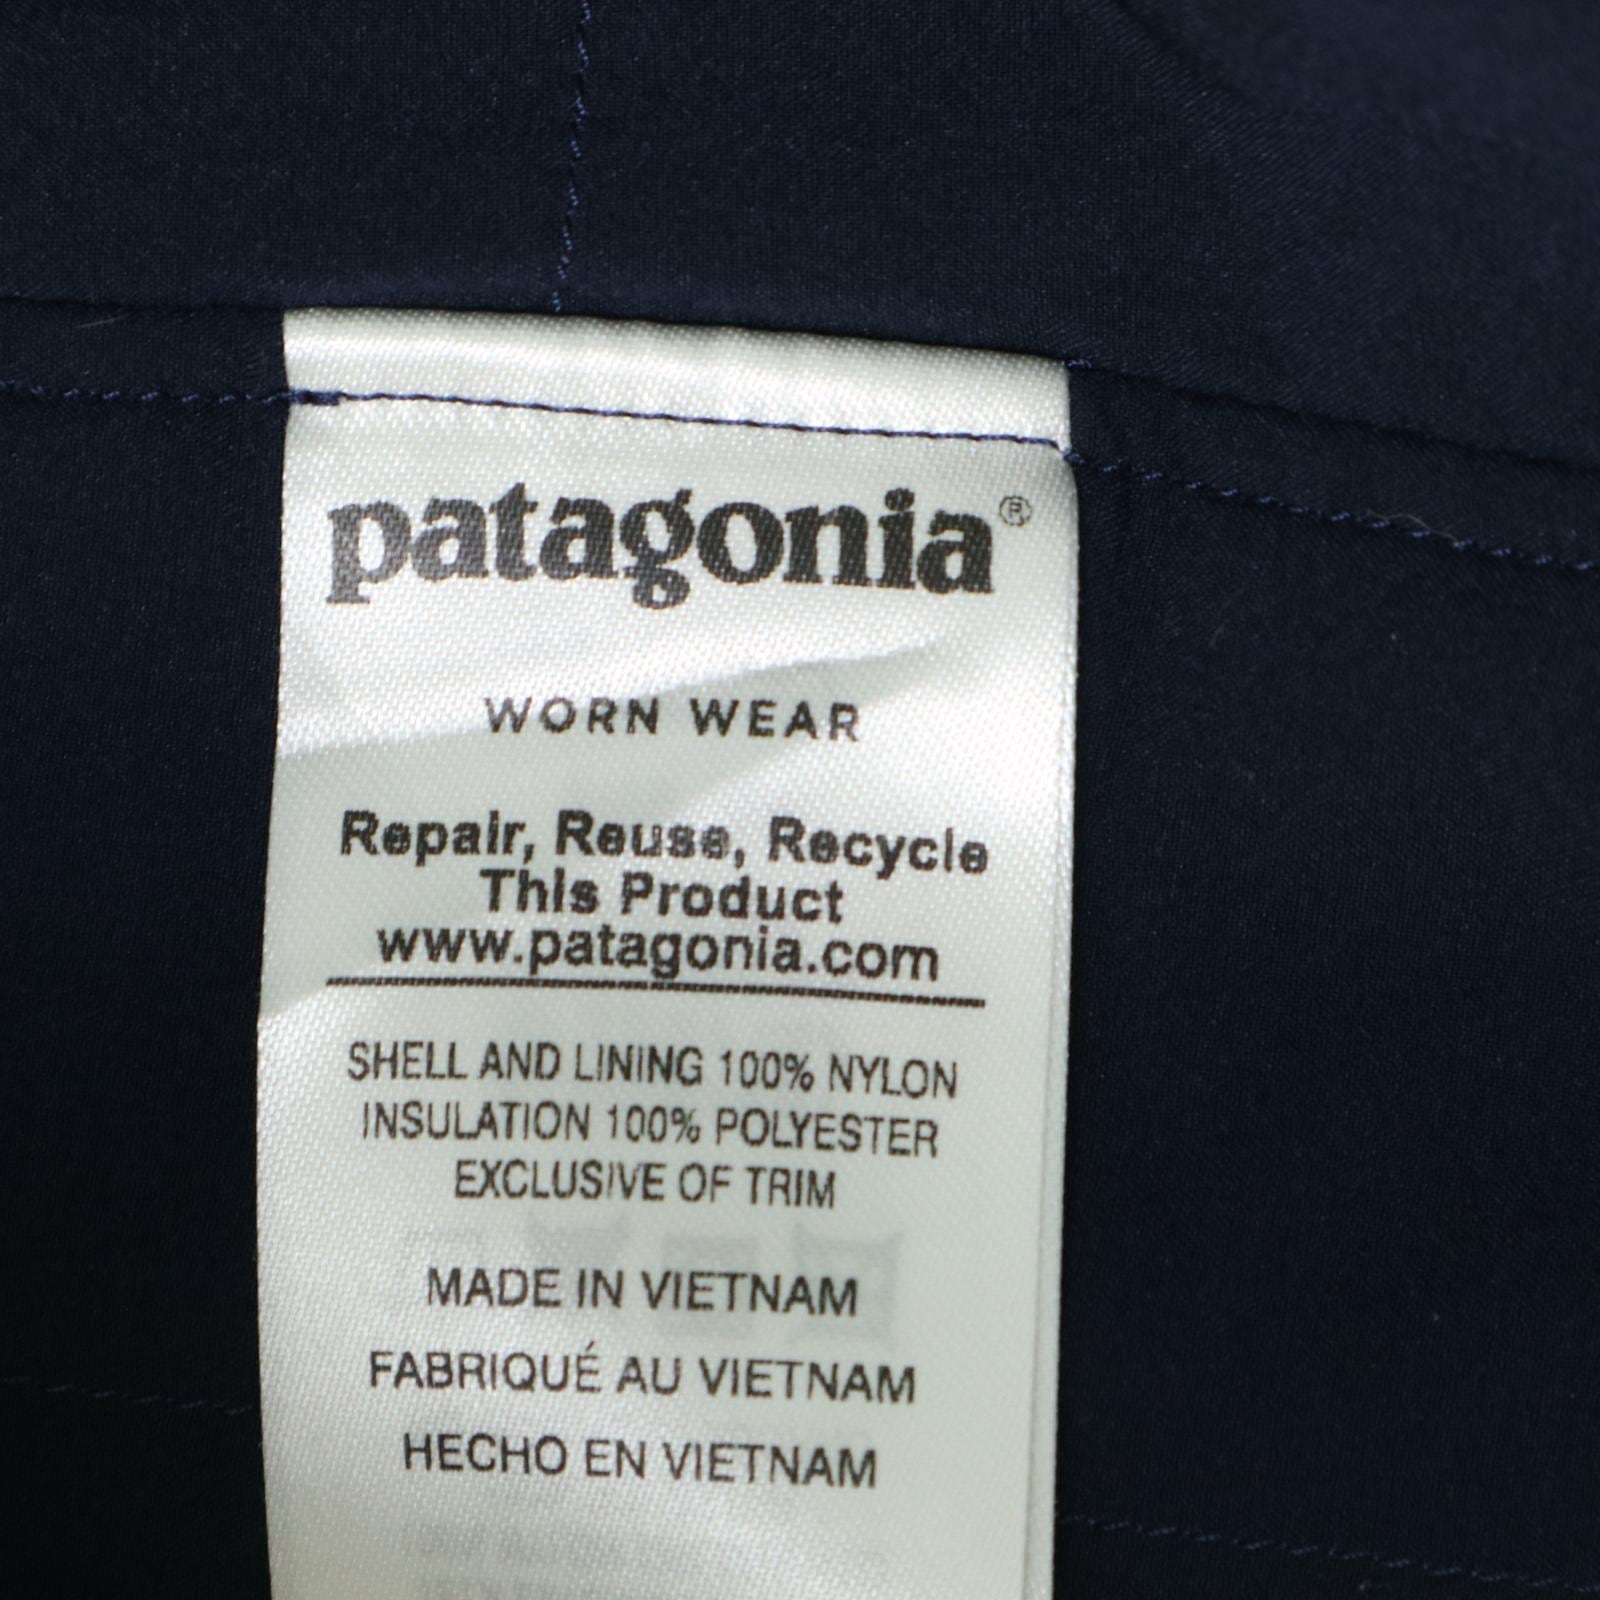 patagonia®
WORN WEAR
Repair, Reuse, Recycle
This Product
www.patagonia.com
SHELL AND LINING 100% NYLON
INSULATION 100% POLYESTER
EXCLUSIVE OF TRIM
MADE IN VIETNAM
FABRIQUÉ AU VIETNAM
HECHO EN VIETNAM